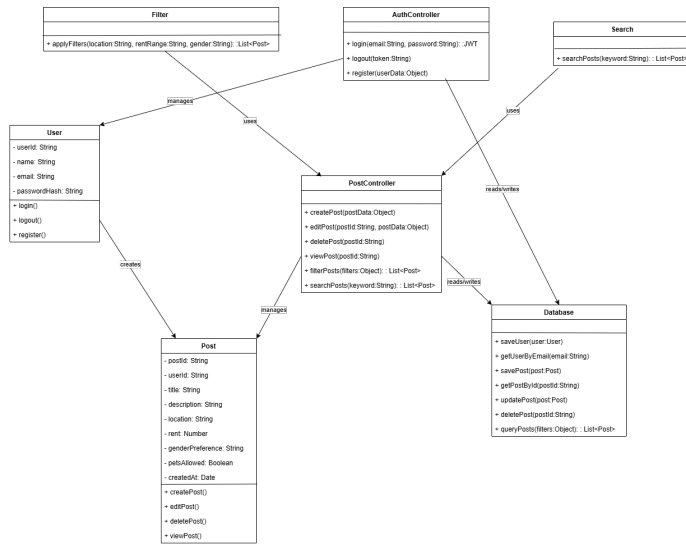 Filter
+ applyFilters(location:String, rentRange:String, gender:String): :List<Post>
AuthController
+ login(email:String, password:String): :JWT
+ logout(token:String)
+ register(userData:Object)
Search
+ searchPosts(keyword:String): : List<Post>
manages
uses
uses
User
- userId: String
- name: String
- email: String
- passwordHash: String
+ login()
+ logout()
+ register()
PostController
+ createPost(postData:Object)
+ editPost(postId:String, postData:Object)
+ deletePost(postId:String)
+ viewPost(postId:String)
+ filterPosts(filters:Object): : List<Post>
+ searchPosts(keyword:String): : List<Post>
reads/writes
creates
reads/writes
manages
Database
+ saveUser(user:User)
+ getUserByEmail(email:String)
+ savePost(post:Post)
+ getPostById(postId:String)
+ updatePost(post:Post)
+ deletePost(postId:String)
+ queryPosts(filters:Object): : List<Post>
Post
- postId: String
- userId: String
- title: String
- description: String
- location: String
- rent: Number
- genderPreference: String
- petsAllowed: Boolean
- createdAt: Date
+ createPost()
+ editPost()
+ deletePost()
+ viewPost()